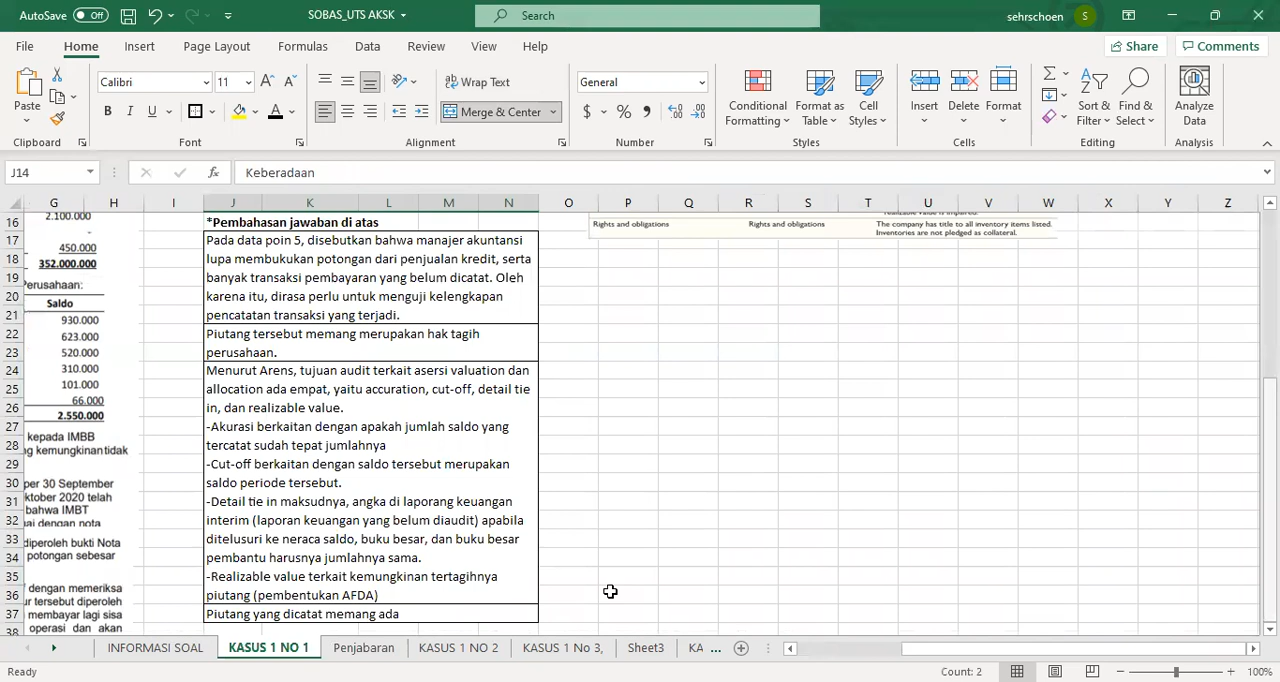 AutoSave Off SOBAS_UTS AKSK Search sehrschoen S
File Home Insert Page Layout Formulas Data Review View Help Share Comments
Paste Calibri 11 A A Wrap Text General Conditional Formatting Format as Table Cell Styles Insert Delete Format Sort & Filter Find & Select Analyze Data
B I U A Merge & Center $ %
Clipboard Font Alignment Number Styles Cells Editing Analysis
J14 fx Keberadaan
G H I J K L M N O P Q R S T U V W X Y Z
16 2.100.000 *Pembahasan jawaban di atas realizable value is impaired.
Rights and obligations Rights and obligations The company has title to all inventory items listed.
Inventories are not pledged as collateral.
17 - Pada data poin 5, disebutkan bahwa manajer akuntansi
18 450.000 lupa membukukan potongan dari penjualan kredit, serta
19 352.000.000 banyak transaksi pembayaran yang belum dicatat. Oleh
20 Perusahaan: karena itu, dirasa perlu untuk menguji kelengkapan
21 Saldo pencatatan transaksi yang terjadi.
930.000
22 Piutang tersebut memang merupakan hak tagih
623.000
23 520.000 perusahaan.
24 310.000 Menurut Arens, tujuan audit terkait asersi valuation dan
25 101.000 allocation ada empat, yaitu accuration, cut-off, detail tie
26 66.000 in, dan realizable value.
27 2.550.000 -Akurasi berkaitan dengan apakah jumlah saldo yang
28 kepada IMBB tercatat sudah tepat jumlahnya
29 g kemungkinan tidak -Cut-off berkaitan dengan saldo tersebut merupakan
30 per 30 September saldo periode tersebut.
31 ktober 2020 telah -Detail tie in maksudnya, angka di laporan keuangan
32 bahwa IMBT interim (laporan keuangan yang belum diaudit) apabila
ai dengan nota
33 diperoleh bukti Nota ditelusuri ke neraca saldo, buku besar, dan buku besar
34 potongan sebesar pembantu harusnya jumlahnya sama.
35 dengan memeriksa -Realizable value terkait kemungkinan tertagihnya
36 ur tersebut diperoleh piutang (pembentukan AFDA)
37 membayar lagi sisa Piutang yang dicatat memang ada
38 operasi dan akan
INFORMASI SOAL KASUS 1 NO 1 Penjabaran KASUS 1 NO 2 KASUS 1 No 3, Sheet3 KA ...
Ready Count: 2 100%